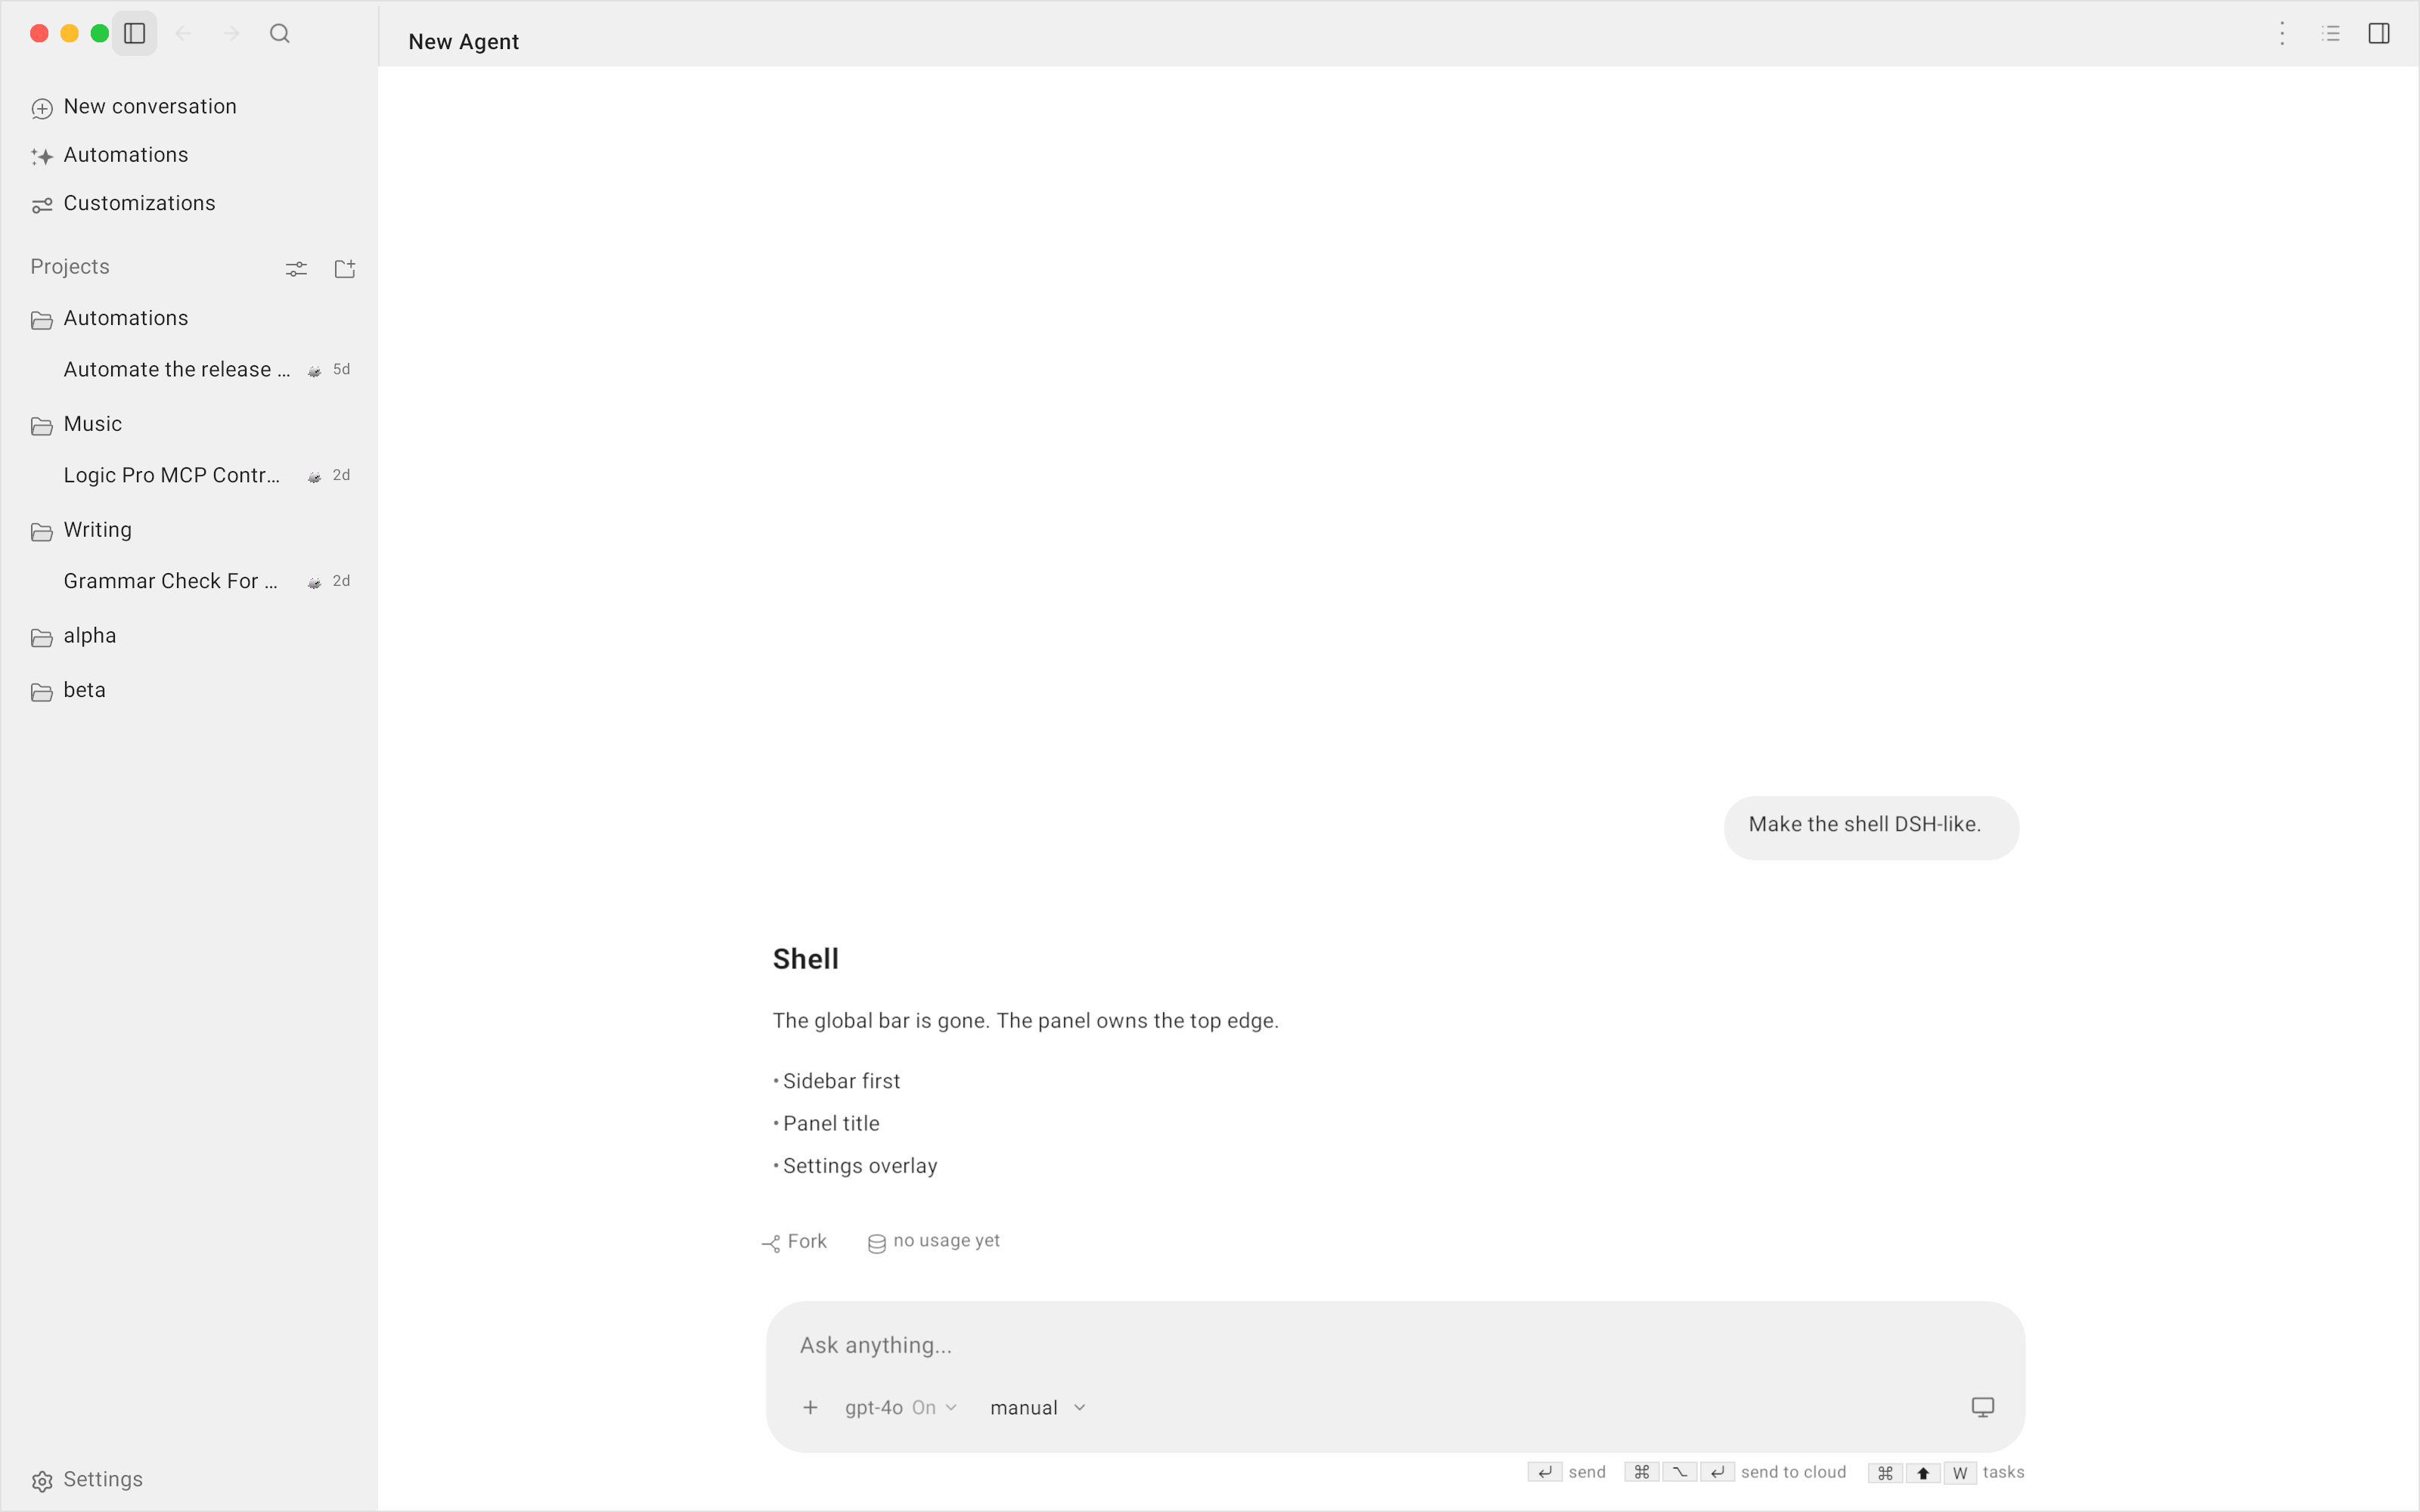 New Agent
New conversation
Automations
Customizations
Projects
Automations
Automate the release ... 5d
Music
Logic Pro MCP Contr... 2d
Writing
Grammar Check For ... 2d
alpha
beta
Settings
Make the shell DSH-like.
Shell
The global bar is gone. The panel owns the top edge.
• Sidebar first
• Panel title
• Settings overlay
Fork no usage yet
Ask anything...
gpt-4o On manual
↵ send ⌘ ⌥ ↵ send to cloud ⌘ ⬆ W tasks